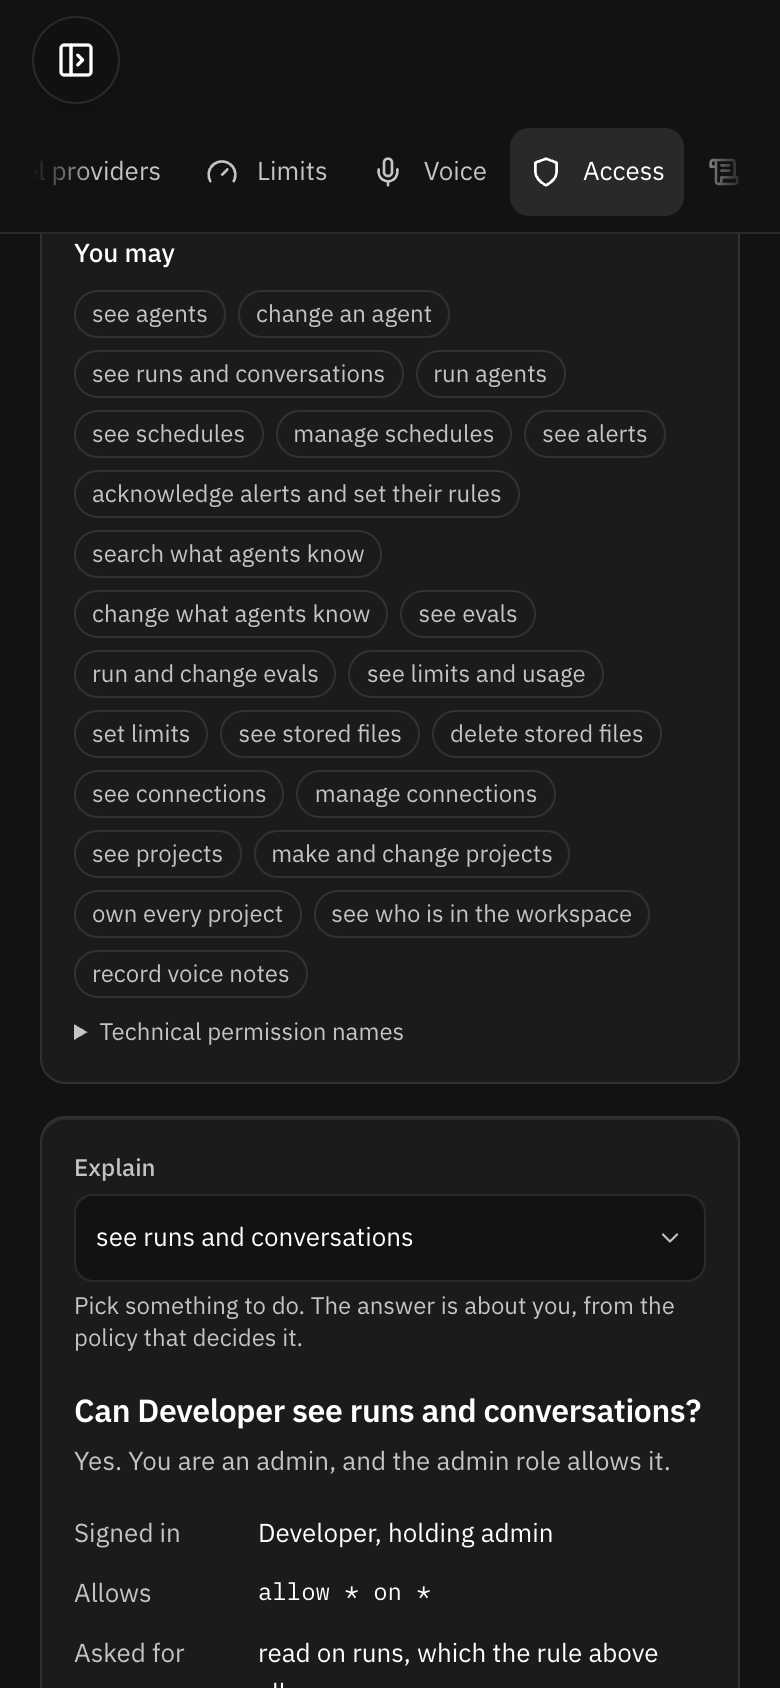 providers Limits Voice Access
You may
see agents change an agent
see runs and conversations run agents
see schedules manage schedules see alerts
acknowledge alerts and set their rules
search what agents know
change what agents know see evals
run and change evals see limits and usage
set limits see stored files delete stored files
see connections manage connections
see projects make and change projects
own every project see who is in the workspace
record voice notes
Technical permission names
Explain
see runs and conversations
Pick something to do. The answer is about you, from the
policy that decides it.
Can Developer see runs and conversations?
Yes. You are an admin, and the admin role allows it.
Signed in Developer, holding admin
Allows allow * on *
Asked for read on runs, which the rule above